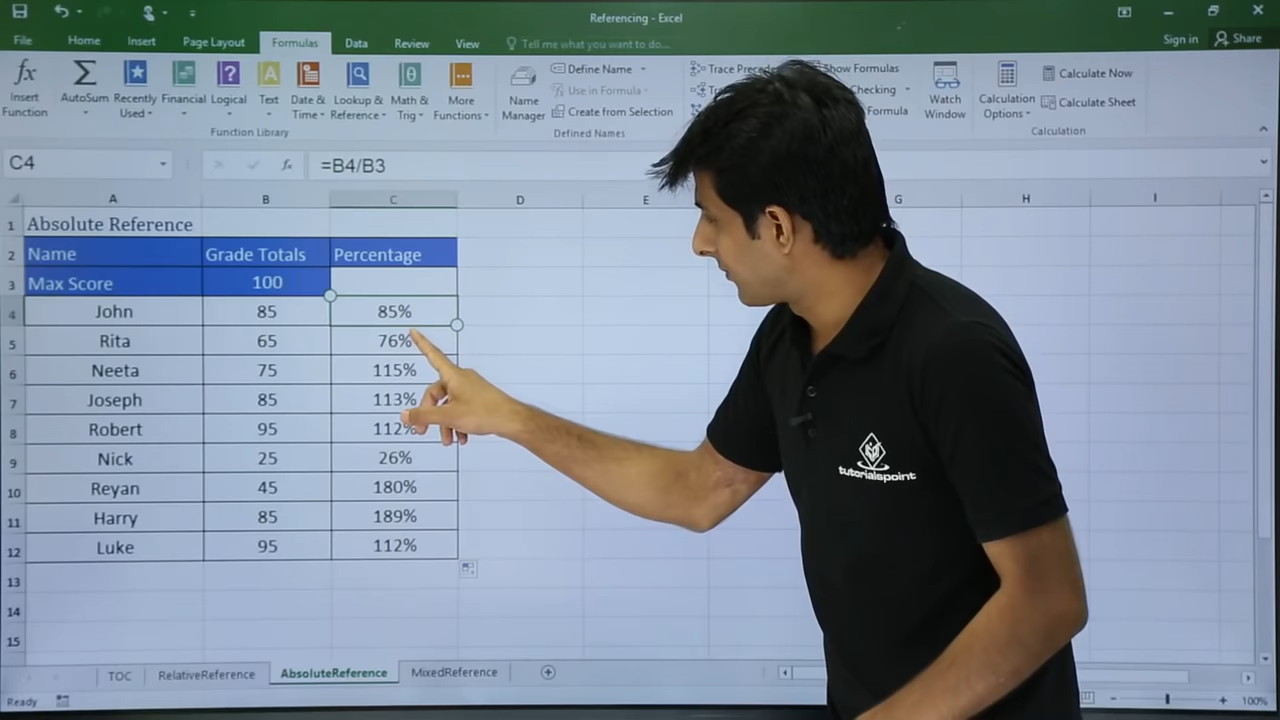 Referencing - Excel
File Home Insert Page Layout Formulas Data Review View Tell me what you want to do... Sign in Share
fx Insert Function
Σ AutoSum
Recently Used
Financial
Logical
Text
Date & Time
Lookup & Reference
Math & Trig
More Functions
Function Library
Name Manager
Define Name
Use in Formula
Create from Selection
Defined Names
Trace
Show Formulas
Checking
Formula
Watch Window
Calculation Options
Calculate Now
Calculate Sheet
Calculation
C4 fx =B4/B3
A B C D E G H I
1 Absolute Reference
2 Name Grade Totals Percentage
3 Max Score 100
4 John 85 85%
5 Rita 65 76%
6 Neeta 75 115%
7 Joseph 85 113%
8 Robert 95 112%
9 Nick 25 26%
10 Reyan 45 180%
11 Harry 85 189%
12 Luke 95 112%
13
14
15
tutorialspoint
TOC RelativeReference AbsoluteReference MixedReference
Ready 100%